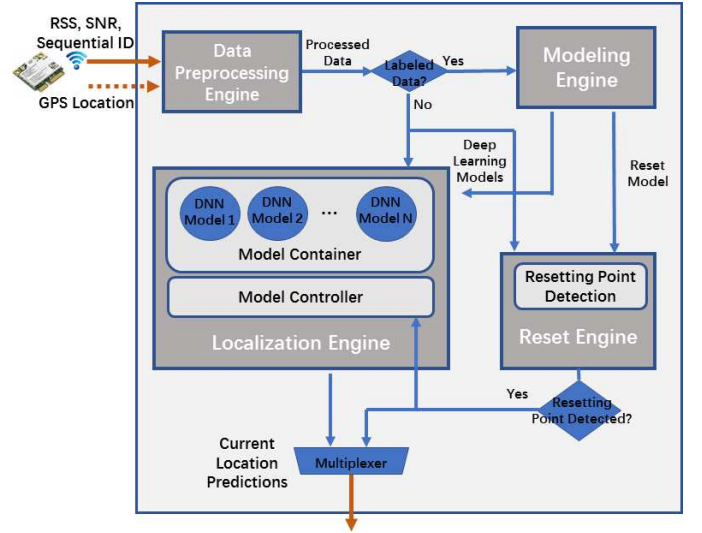 RSS, SNR,
Sequential ID
GPS Location
Data
Preprocessing
Engine
Processed
Data
Labeled
Data?
Yes
No
Modeling
Engine
Deep
Learning
Models
Reset
Model
DNN
Model 1
DNN
Model 2
...
DNN
Model N
Model Container
Model Controller
Localization Engine
Resetting Point
Detection
Reset Engine
Yes
Resetting
Point Detected?
Current
Location
Predictions
Multiplexer